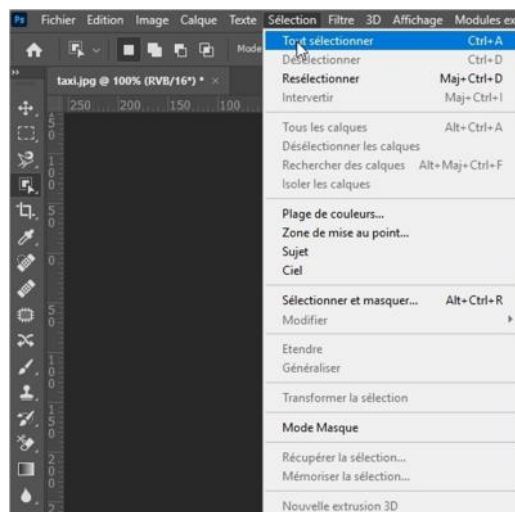 Ps Fichier Edition Image Calque Texte Sélection Filtre 3D Affichage Modules ex
Mode
taxi.jpg @ 100% (RVB/16*) * ×
250 200 150 100
Tout sélectionner Ctrl+A
Désélectionner Ctrl+D
Resélectionner Maj+Ctrl+D
Intervertir Maj+Ctrl+I
Tous les calques Alt+Ctrl+A
Désélectionner les calques
Rechercher des calques Alt+Maj+Ctrl+F
Isoler les calques
Plage de couleurs...
Zone de mise au point...
Sujet
Ciel
Sélectionner et masquer... Alt+Ctrl+R
Modifier
Etendre
Généraliser
Transformer la sélection
Mode Masque
Récupérer la sélection...
Mémoriser la sélection...
Nouvelle extrusion 3D